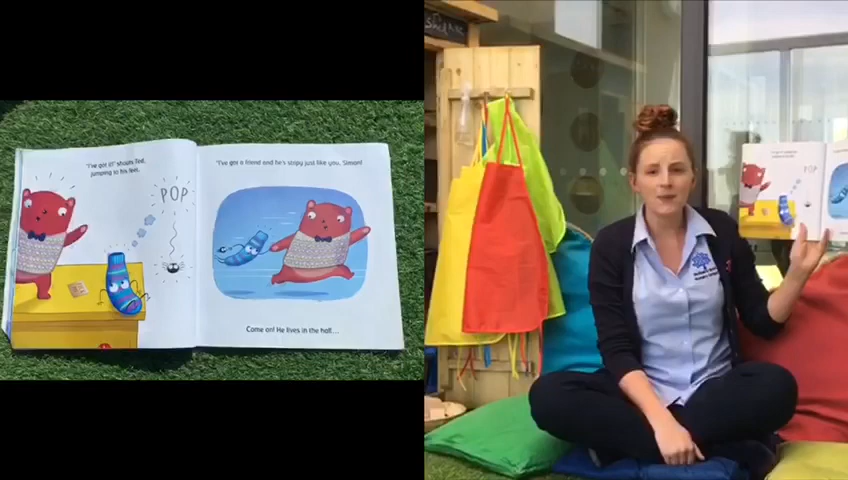 "I've got it!" shouts Ted,
jumping to his feet.
POP
"I've got a friend and he's stripy just like you, Simon!
Come on! He lives in the hall...
POP